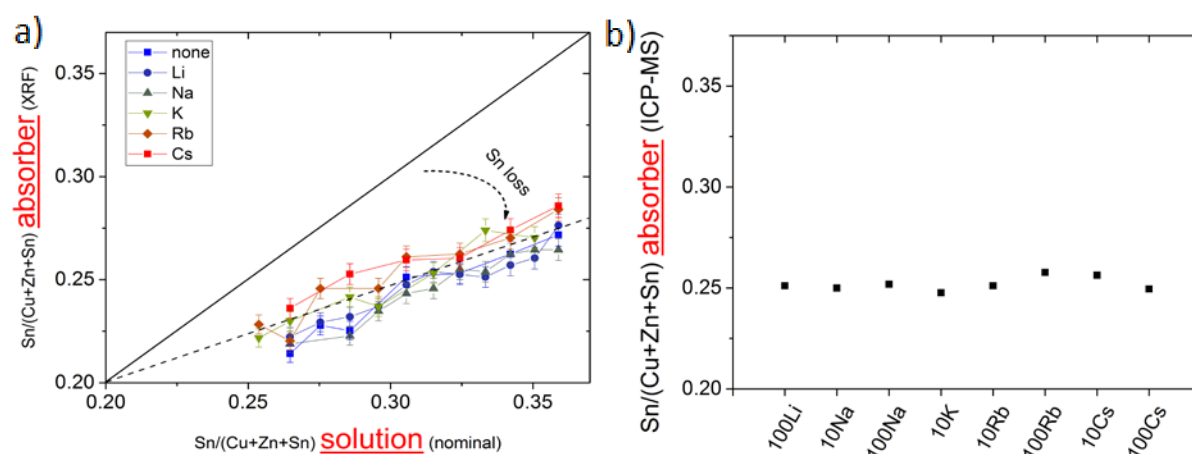 a)
none
Li
Na
K
Rb
Cs
Sn loss
Sn/(Cu+Zn+Sn) absorber (XRF)
0.35
0.30
0.25
0.20
0.20
0.25
0.30
0.35
Sn/(Cu+Zn+Sn) solution (nominal)
b)
Sn/(Cu+Zn+Sn) absorber (ICP-MS)
0.35
0.30
0.25
0.20
100Li
10Na
100Na
10K
10Rb
100Rb
10Cs
100Cs